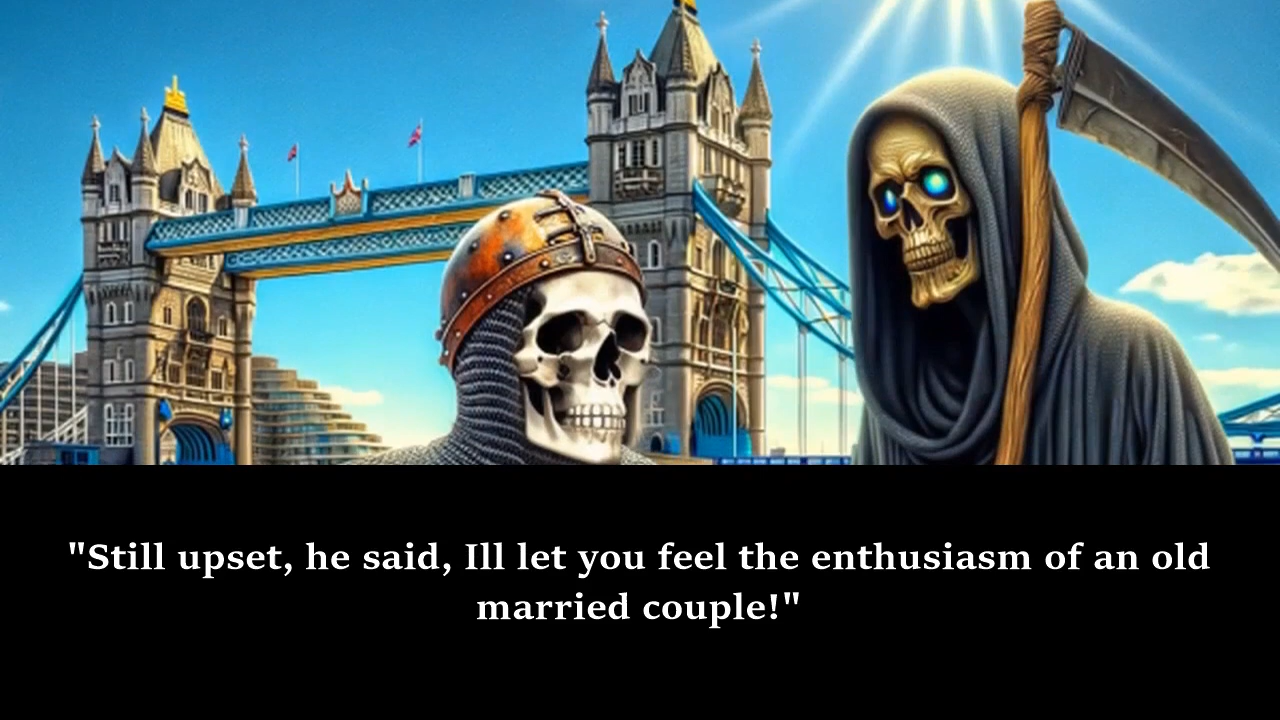 "Still upset, he said, Ill let you feel the enthusiasm of an old
married couple!"